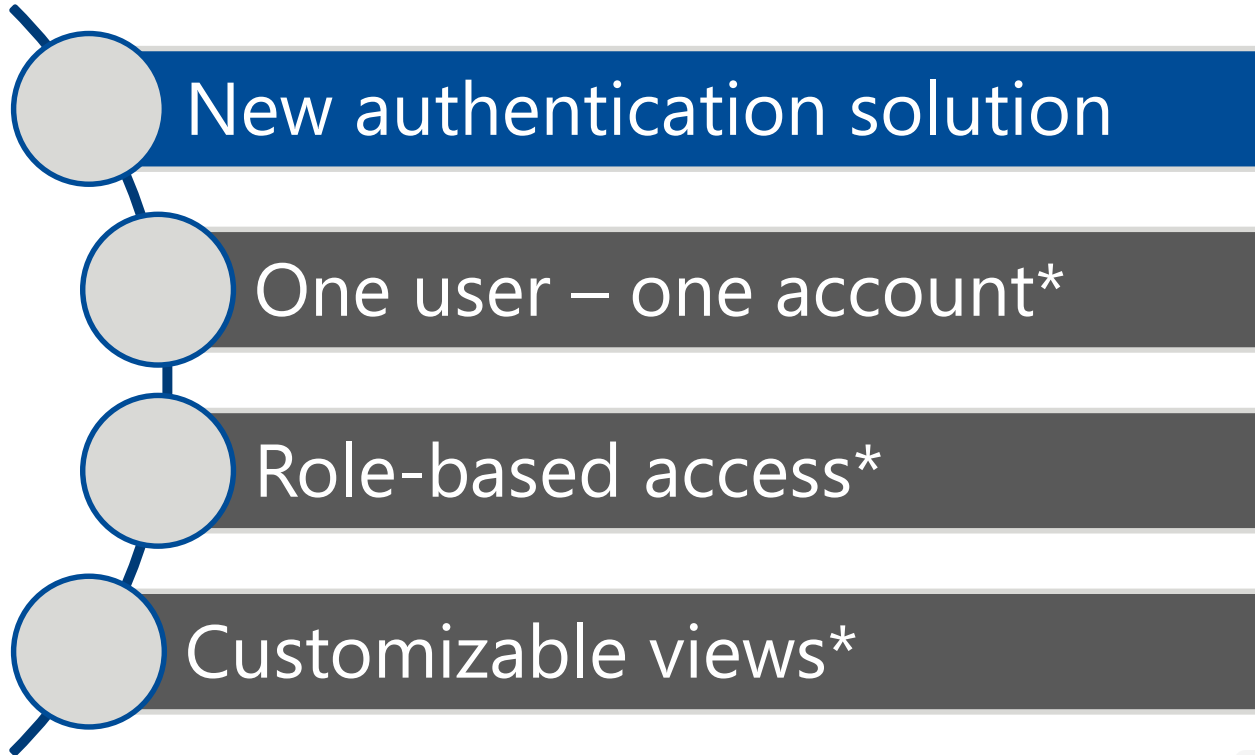 New authentication solution
One user – one account*
Role-based access*
Customizable views*